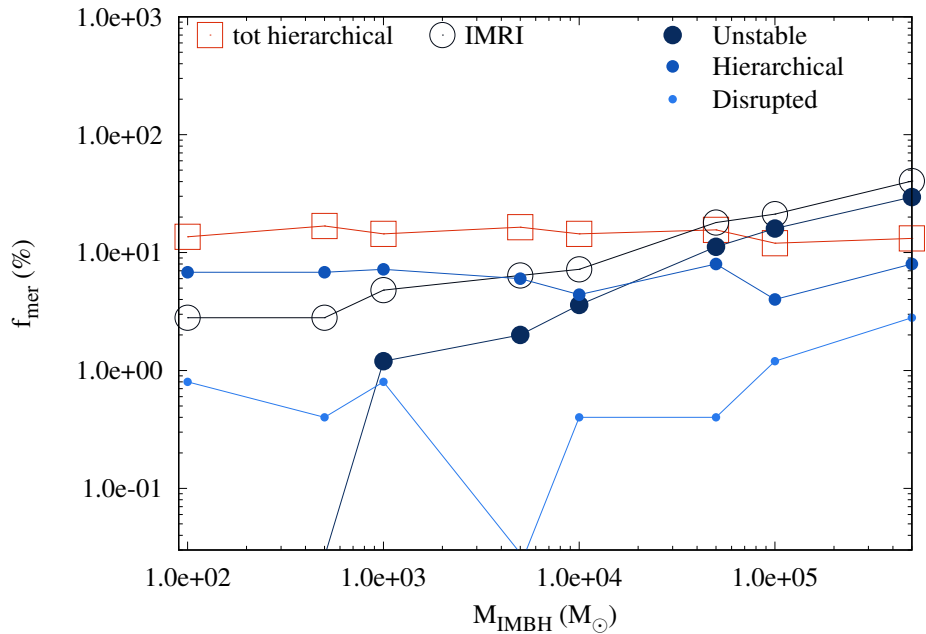 1.0e+03
1.0e+02
1.0e+01
1.0e+00
1.0e-01
f_mer (%)
tot hierarchical
IMRI
Unstable
Hierarchical
Disrupted
1.0e+02 1.0e+03 1.0e+04 1.0e+05
M_IMBH (M_☉)